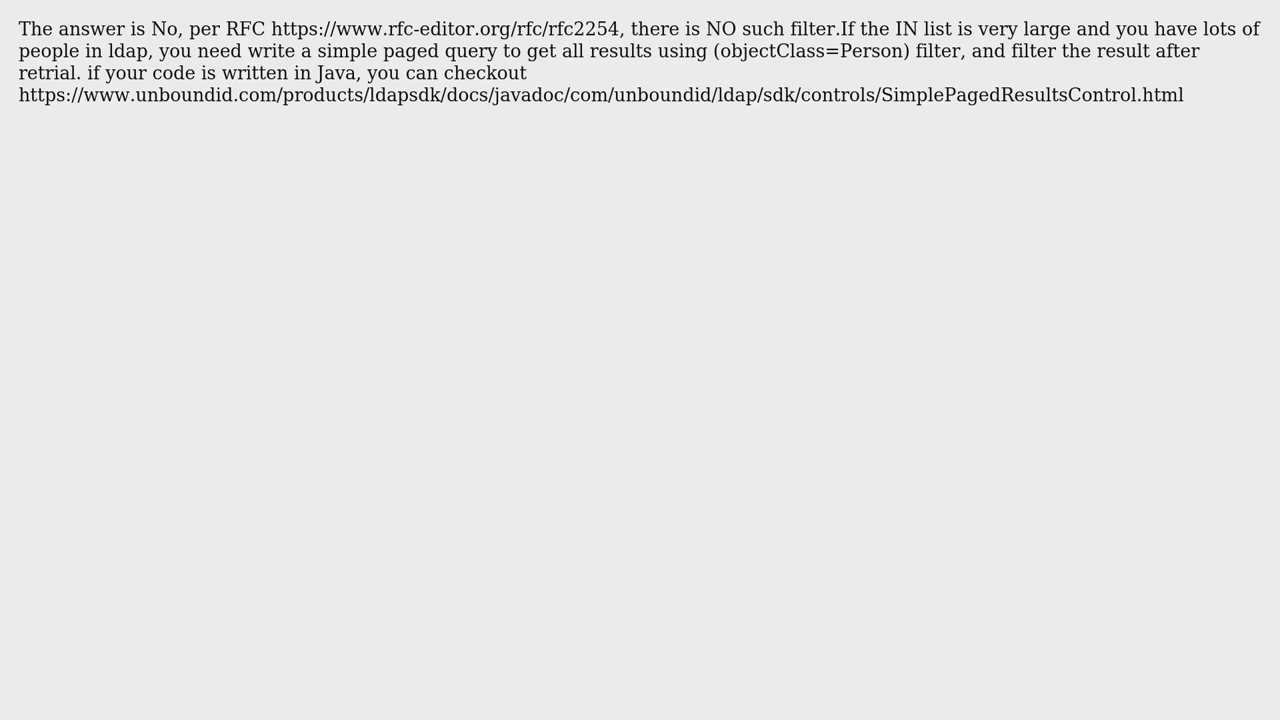 The answer is No, per RFC https://www.rfc-editor.org/rfc/rfc2254, there is NO such filter.If the IN list is very large and you have lots of
people in ldap, you need write a simple paged query to get all results using (objectClass=Person) filter, and filter the result after
retrial. if your code is written in Java, you can checkout
https://www.unboundid.com/products/ldapsdk/docs/javadoc/com/unboundid/ldap/sdk/controls/SimplePagedResultsControl.html